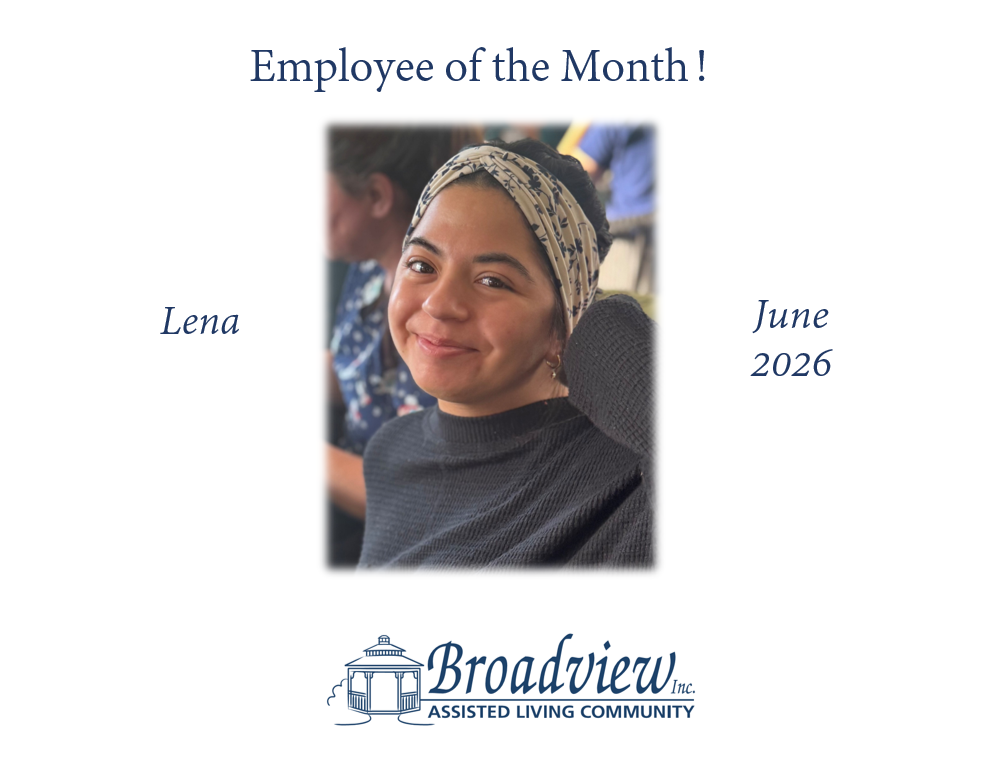 Employee of the Month!
Lena
June
2026
Broadview Inc.
ASSISTED LIVING COMMUNITY